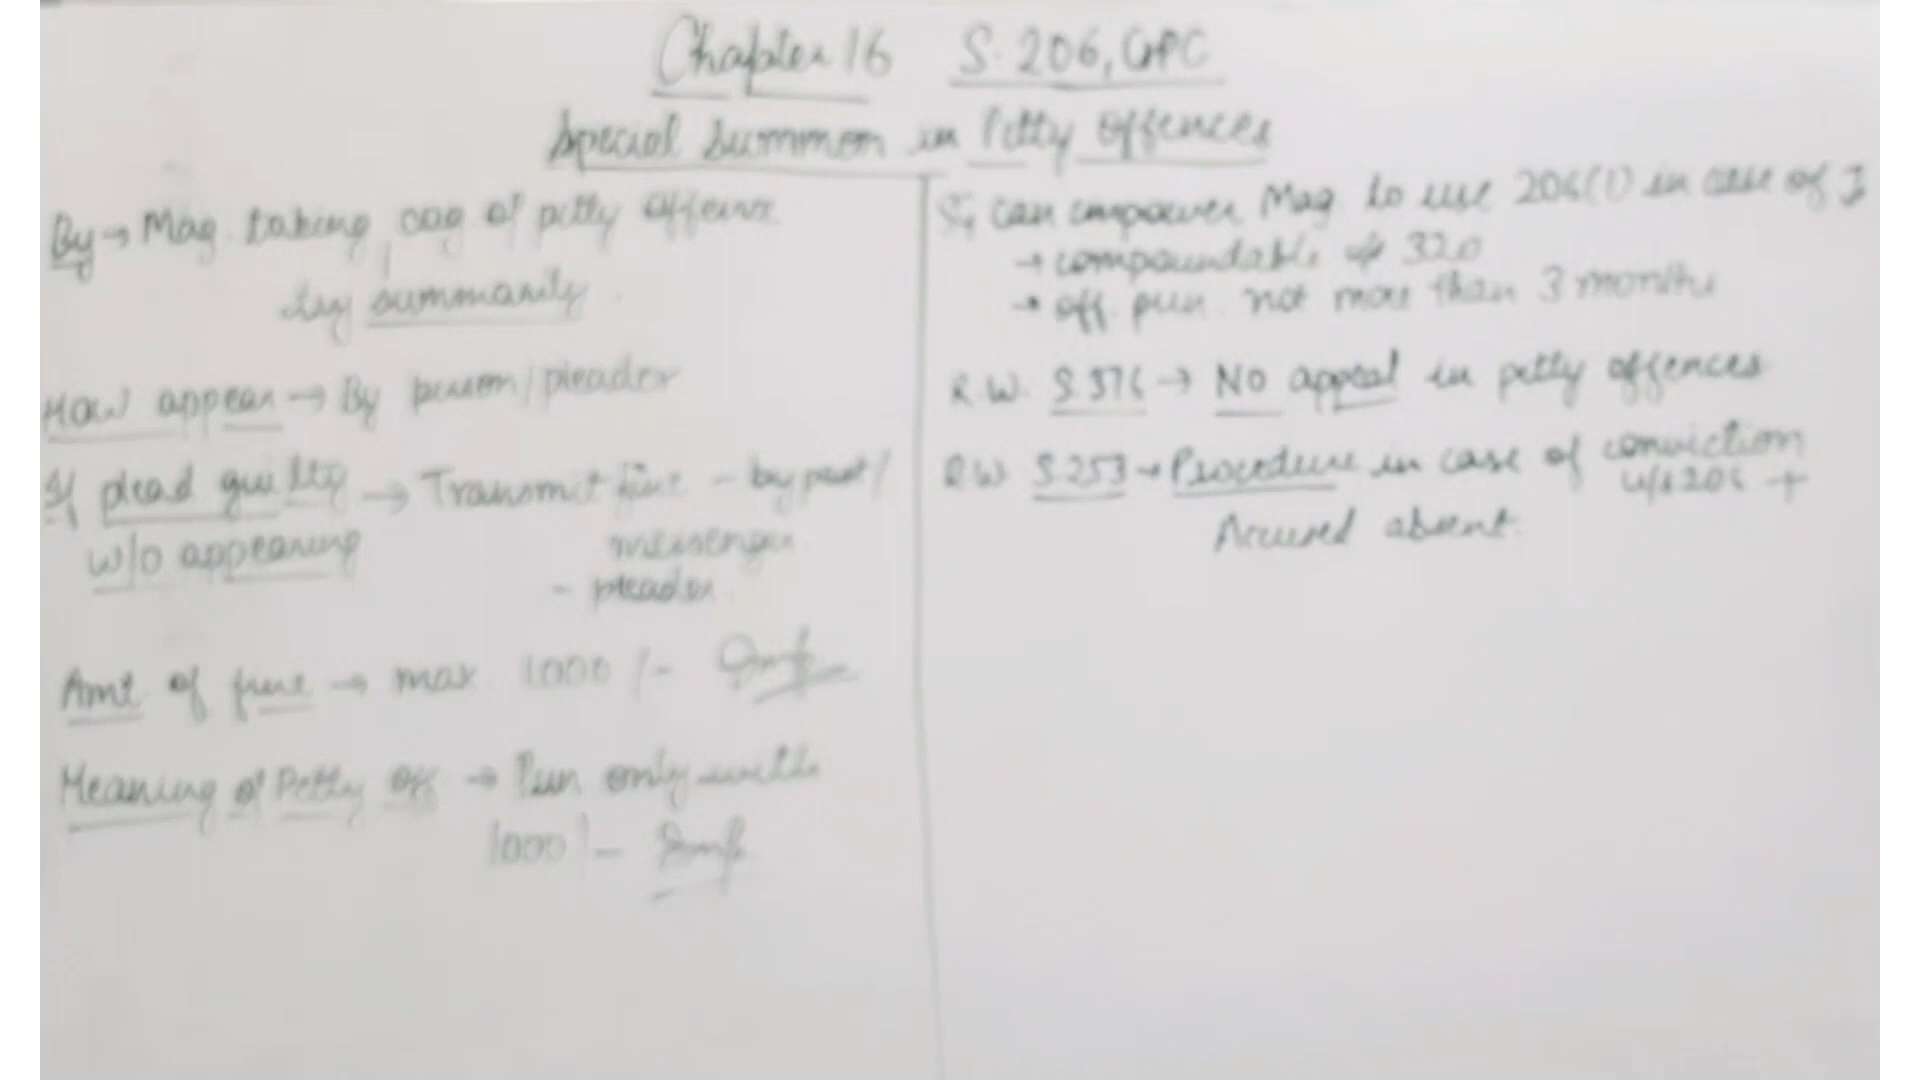 Chapter 16 S. 206, CrPC
Special Summon in Petty Offences
By → Mag. taking cog of petty offence
try summarily.
How appear → By person/pleader
If plead guilty → Transmit fine - by post/
w/o appearing messenger
- pleader
Amt of fine → max 1000/- Imp
Meaning of Petty off → Pun only with
1000/- Imp
SG can empower Mag to use 206(1) in case of
→ compoundable u/s 320
→ off. pun. not more than 3 months
R.W. S.376 → No appeal in petty offences
R.W. S.253 → Procedure in case of conviction
u/s 206 +
Accused absent.